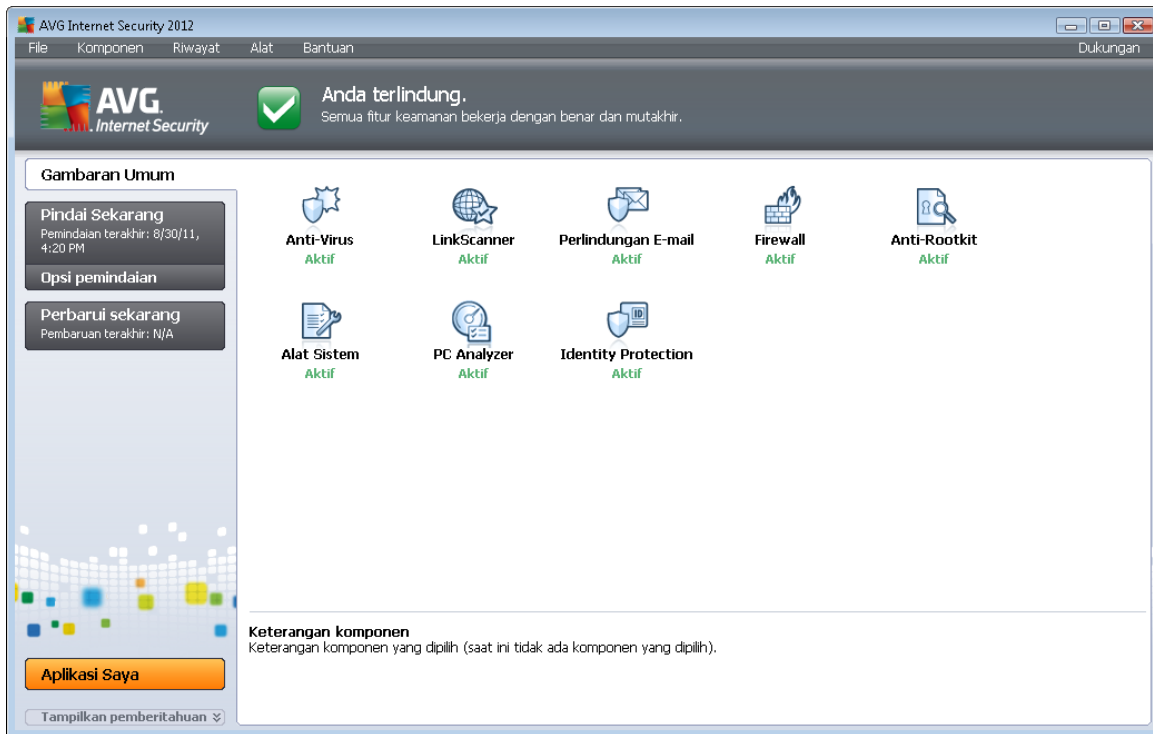 AVG Internet Security 2012
File Komponen Riwayat Alat Bantuan Dukungan
AVG.
Internet Security
Anda terlindung.
Semua fitur keamanan bekerja dengan benar dan mutakhir.
Gambaran Umum
Pindai Sekarang
Pemindaian terakhir: 8/30/11,
4:20 PM
Opsi pemindaian
Perbarui sekarang
Pembaruan terakhir: N/A
Anti-Virus
Aktif
LinkScanner
Aktif
Perlindungan E-mail
Aktif
Firewall
Aktif
Anti-Rootkit
Aktif
Alat Sistem
Aktif
PC Analyzer
Aktif
ID
Identity Protection
Aktif
Keterangan komponen
Keterangan komponen yang dipilih (saat ini tidak ada komponen yang dipilih).
Aplikasi Saya
Tampilkan pemberitahuan